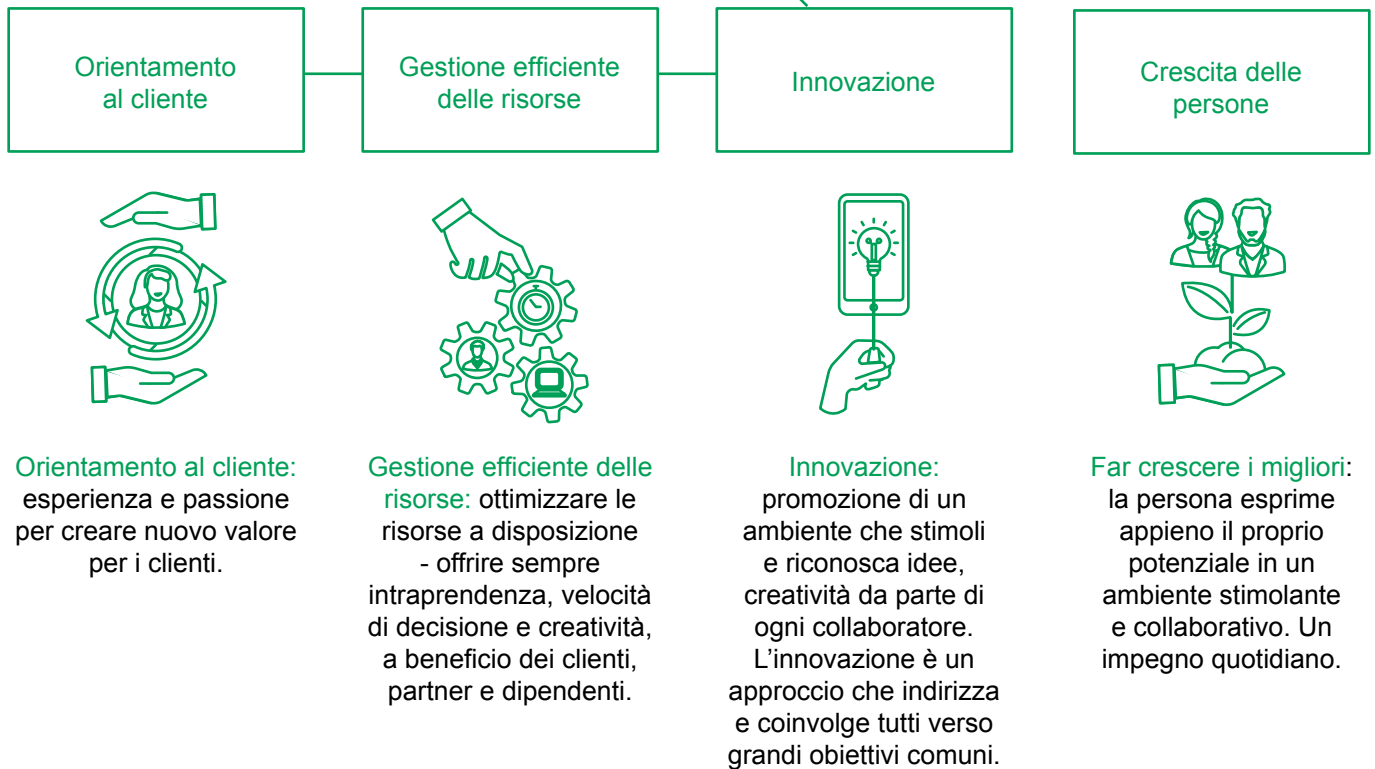 Orientamento
al cliente
Gestione efficiente
delle risorse
Innovazione
Crescita delle
persone
Orientamento al cliente:
esperienza e passione
per creare nuovo valore
per i clienti.
Gestione efficiente delle
risorse: ottimizzare le
risorse a disposizione
- offrire sempre
intraprendenza, velocità
di decisione e creatività,
a beneficio dei clienti,
partner e dipendenti.
Innovazione:
promozione di un
ambiente che stimoli
e riconosca idee,
creatività da parte di
ogni collaboratore.
L’innovazione è un
approccio che indirizza
e coinvolge tutti verso
grandi obiettivi comuni.
Far crescere i migliori:
la persona esprime
appieno il proprio
potenziale in un
ambiente stimolante
e collaborativo. Un
impegno quotidiano.